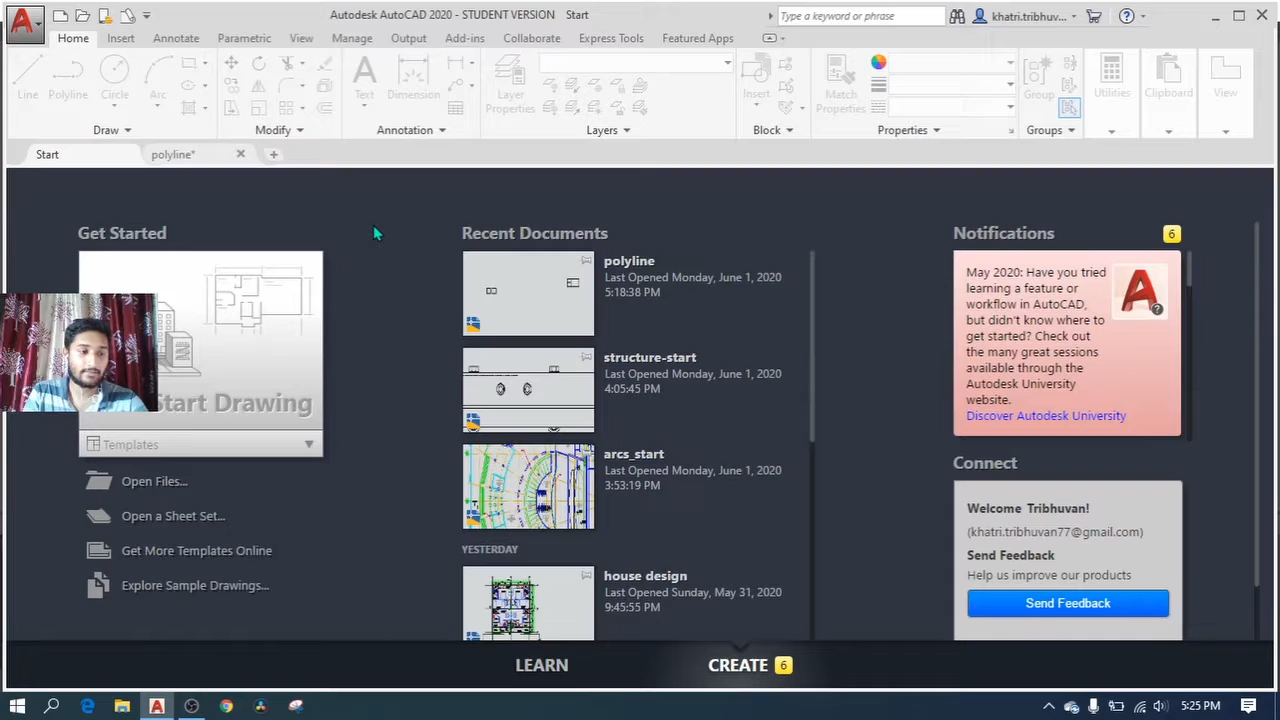 Autodesk AutoCAD 2020 - STUDENT VERSION Start
Type a keyword or phrase
khatri.tribhuv...
Home Insert Annotate Parametric View Manage Output Add-ins Collaborate Express Tools Featured Apps
Line Polyline Circle Arc
Text Dimension
Layer Properties
Insert
Match Properties
Group
Utilities
Clipboard
View
Draw Modify Annotation Layers Block Properties Groups
Start
polyline*
Get Started
Start Drawing
Templates
Open Files...
Open a Sheet Set...
Get More Templates Online
Explore Sample Drawings...
Recent Documents
polyline
Last Opened Monday, June 1, 2020
5:18:38 PM
structure-start
Last Opened Monday, June 1, 2020
4:05:45 PM
arcs_start
Last Opened Monday, June 1, 2020
3:53:19 PM
YESTERDAY
house design
Last Opened Sunday, May 31, 2020
9:45:55 PM
Notifications 6
May 2020: Have you tried
learning a feature or
workflow in AutoCAD,
but didn't know where to
get started? Check out
the many great sessions
available through the
Autodesk University
website.
Discover Autodesk University
Connect
Welcome Tribhuvan!
(khatri.tribhuvan77@gmail.com)
Send Feedback
Help us improve our products
Send Feedback
LEARN CREATE 6
5:25 PM